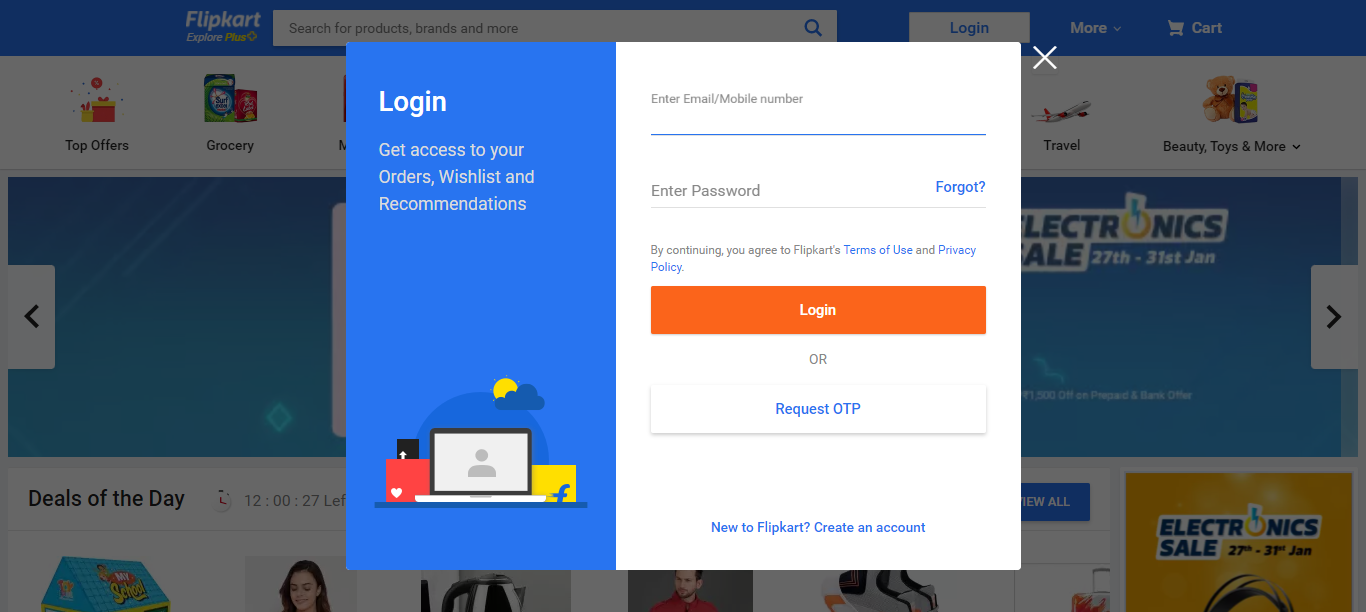 Flipkart
Explore Plus
Search for products, brands and more
Login
More
Cart
Top Offers
Grocery
Travel
Beauty, Toys & More
Login
Get access to your
Orders, Wishlist and
Recommendations
Enter Email/Mobile number
Enter Password
Forgot?
By continuing, you agree to Flipkart's Terms of Use and Privacy
Policy.
Login
OR
Request OTP
New to Flipkart? Create an account
ELECTRONICS
SALE 27th - 31st Jan
₹1,500 Off on Prepaid & Bank Offer
Deals of the Day
12 : 00 : 27 Left
VIEW ALL
MY
School
ELECTRONICS
SALE 27th - 31st Jan